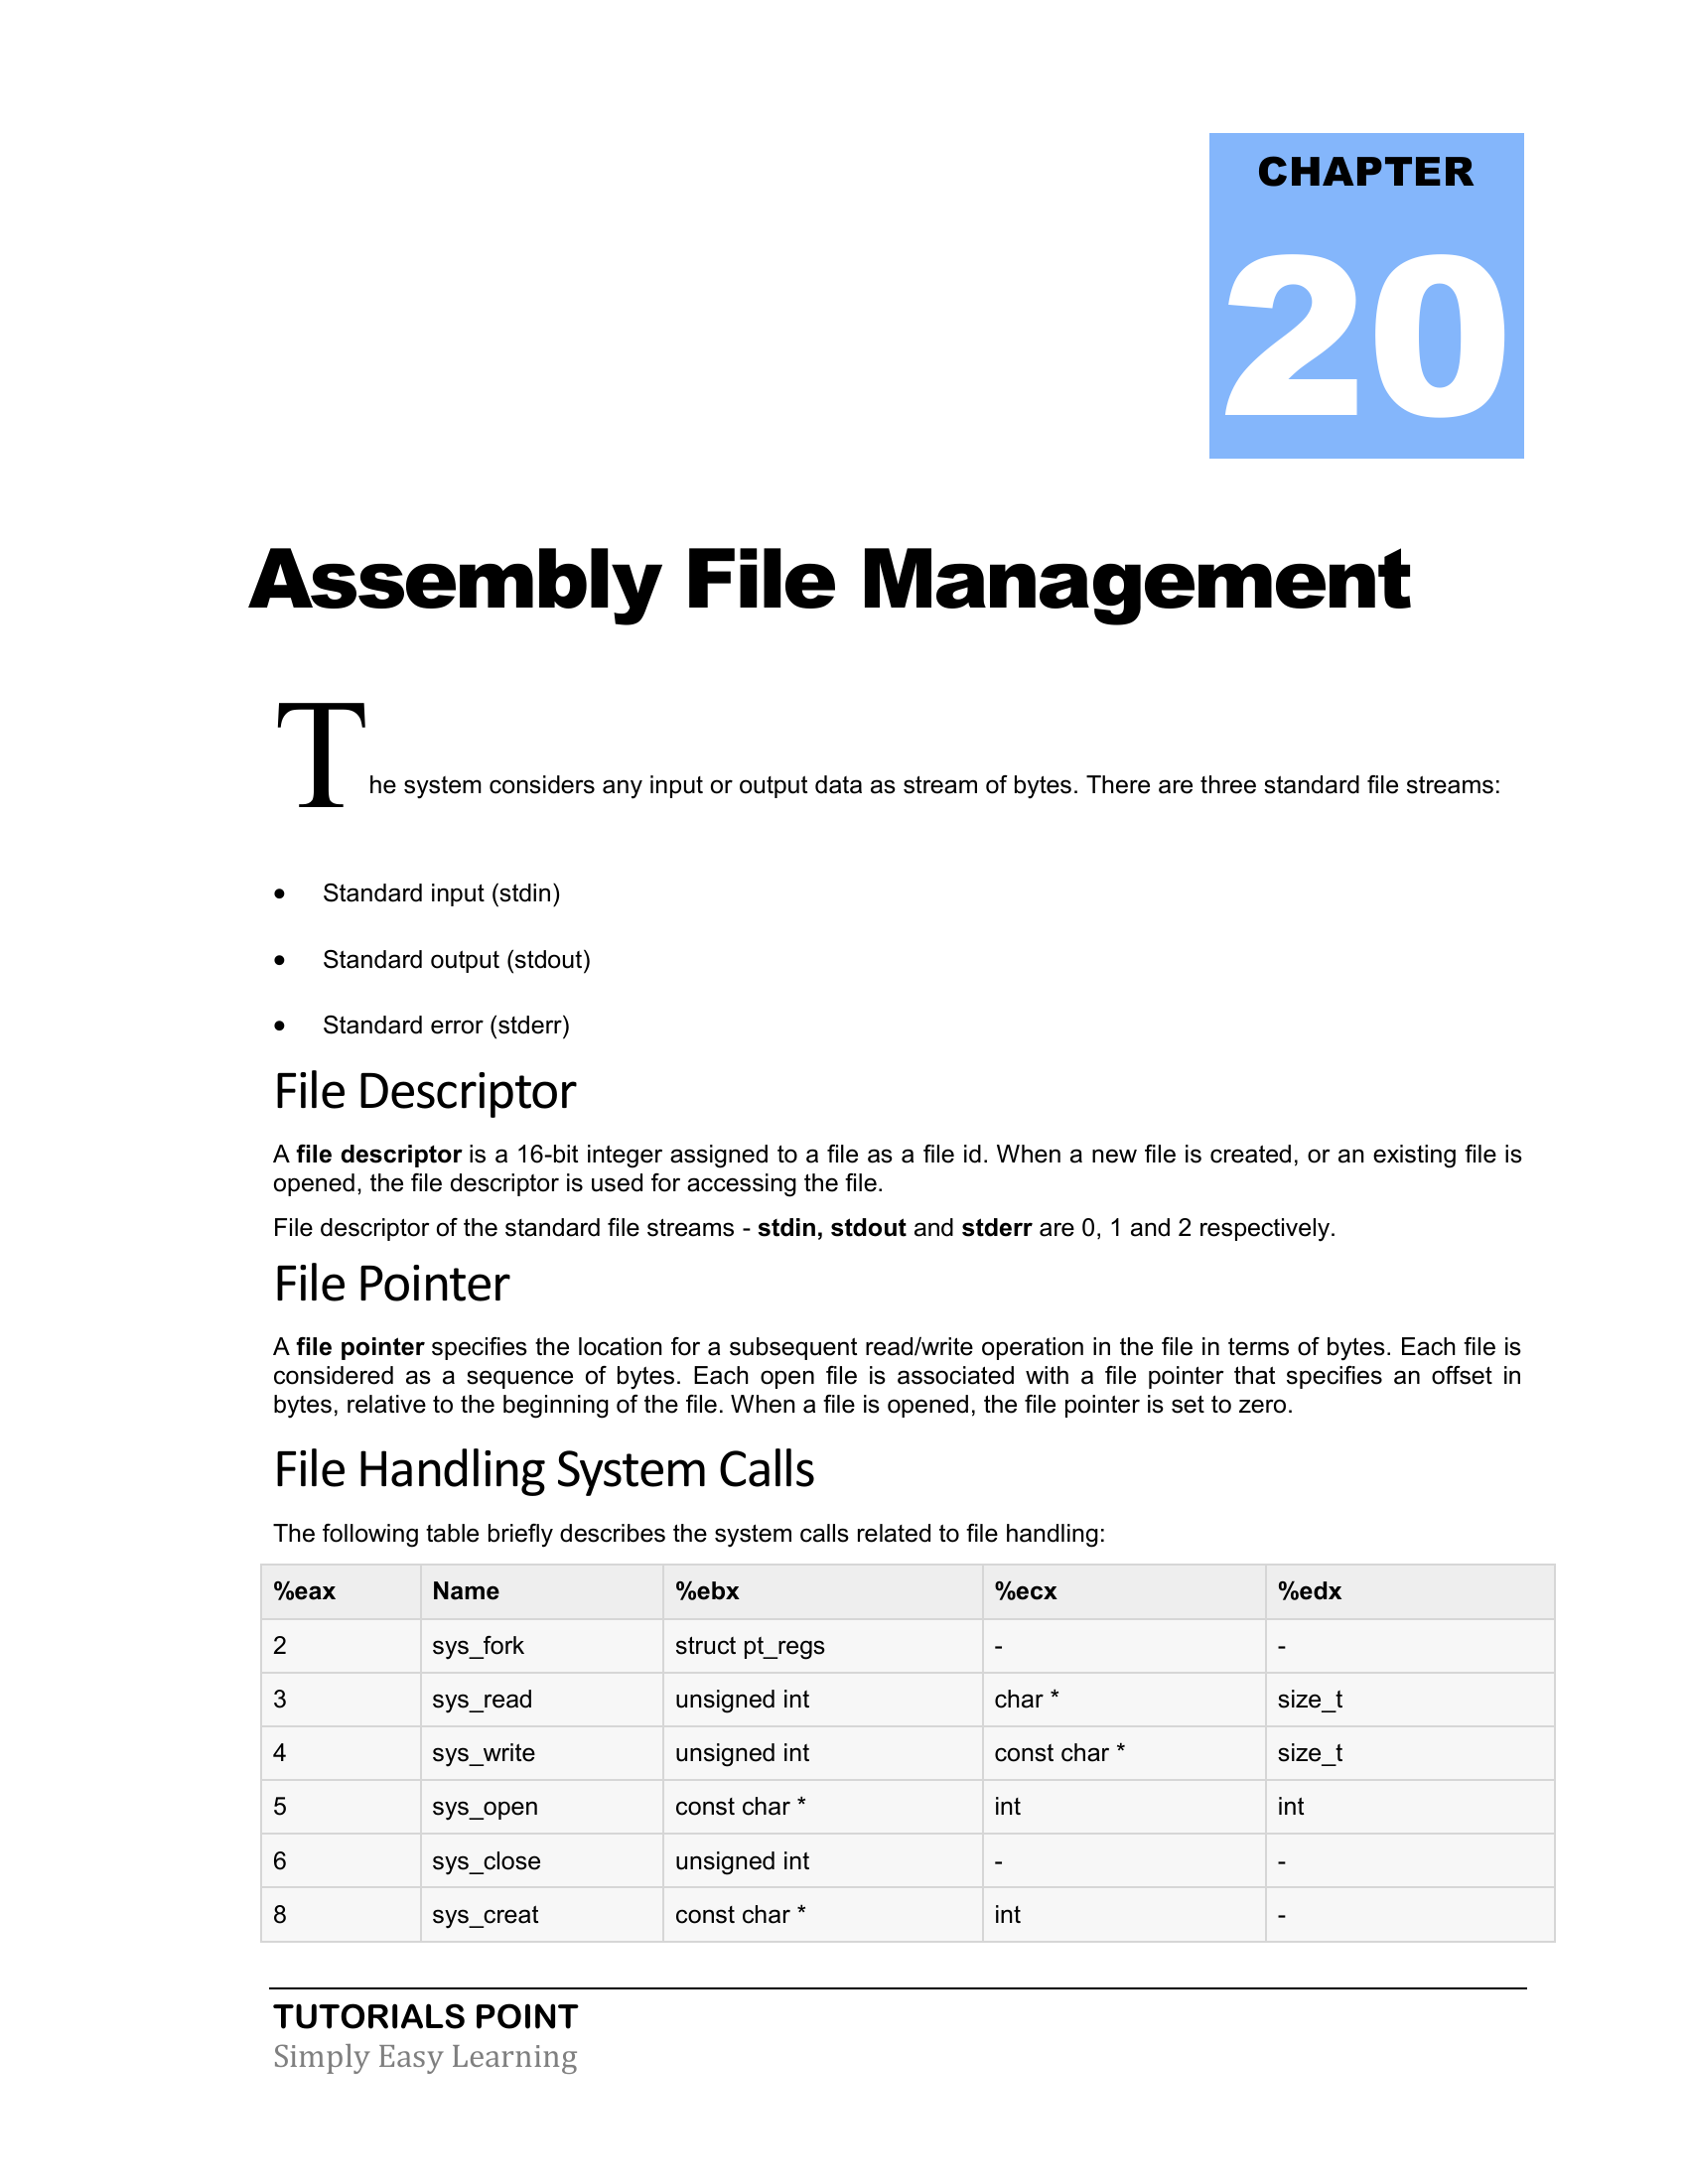 CHAPTER
20
Assembly File Management
The system considers any input or output data as stream of bytes. There are three standard file streams:
• Standard input (stdin)
• Standard output (stdout)
• Standard error (stderr)
File Descriptor
A file descriptor is a 16-bit integer assigned to a file as a file id. When a new file is created, or an existing file is
opened, the file descriptor is used for accessing the file.
File descriptor of the standard file streams - stdin, stdout and stderr are 0, 1 and 2 respectively.
File Pointer
A file pointer specifies the location for a subsequent read/write operation in the file in terms of bytes. Each file is
considered as a sequence of bytes. Each open file is associated with a file pointer that specifies an offset in
bytes, relative to the beginning of the file. When a file is opened, the file pointer is set to zero.
File Handling System Calls
The following table briefly describes the system calls related to file handling:
%eax Name %ebx %ecx %edx
2 sys_fork struct pt_regs - -
3 sys_read unsigned int char * size_t
4 sys_write unsigned int const char * size_t
5 sys_open const char * int int
6 sys_close unsigned int - -
8 sys_creat const char * int -
TUTORIALS POINT
Simply Easy Learning